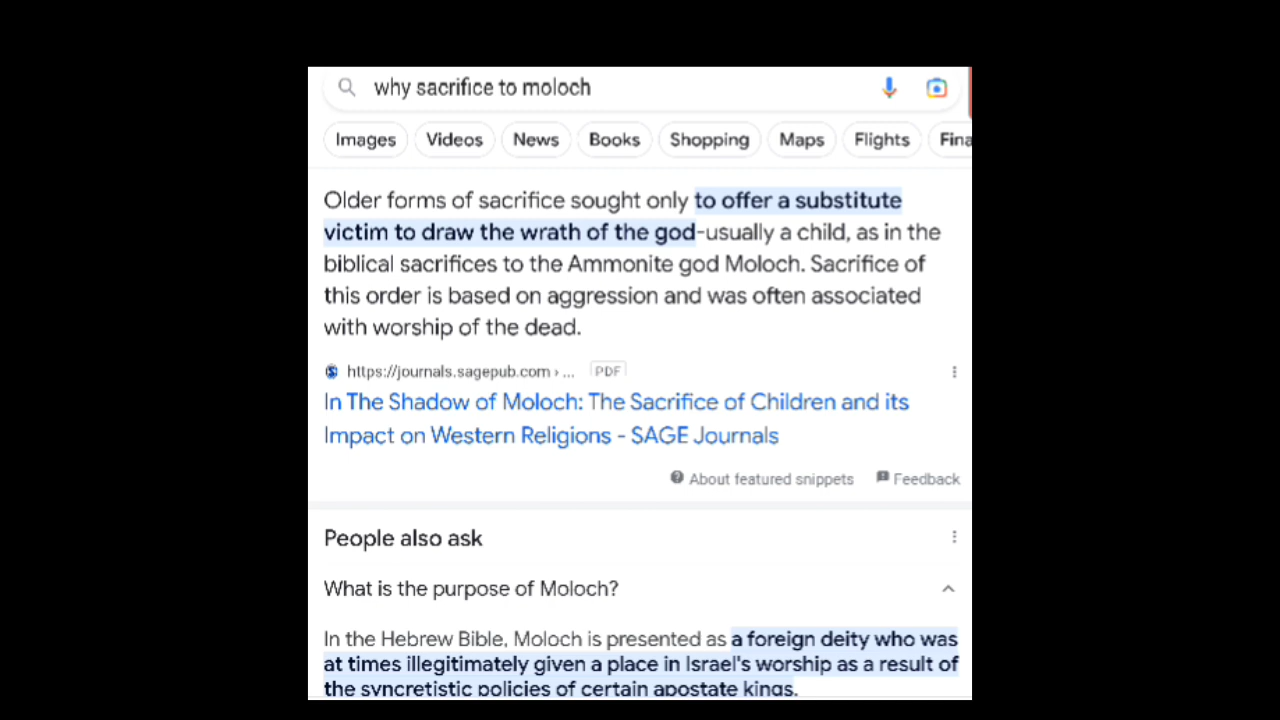 why sacrifice to moloch
Images Videos News Books Shopping Maps Flights Fina
Older forms of sacrifice sought only to offer a substitute
victim to draw the wrath of the god-usually a child, as in the
biblical sacrifices to the Ammonite god Moloch. Sacrifice of
this order is based on aggression and was often associated
with worship of the dead.
https://journals.sagepub.com › ... PDF
In The Shadow of Moloch: The Sacrifice of Children and its
Impact on Western Religions - SAGE Journals
About featured snippets Feedback
People also ask
What is the purpose of Moloch?
In the Hebrew Bible, Moloch is presented as a foreign deity who was
at times illegitimately given a place in Israel's worship as a result of
the syncretistic policies of certain apostate kings.